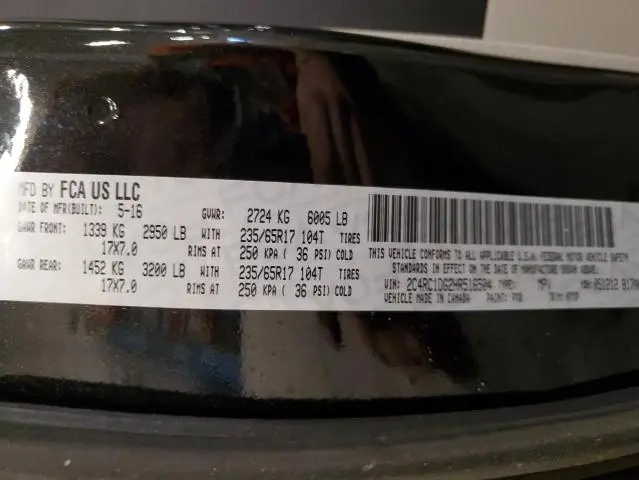 MFD BY FCA US LLC
DATE OF MFR(BUILT): 5-16 GVWR: 2724 KG 6005 LB
GAWR FRONT: 1339 KG 2950 LB WITH 235/65R17 104T TIRES
17X7.0 RIMS AT 250 KPA ( 36 PSI) COLD
GAWR REAR: 1452 KG 3200 LB WITH 235/65R17 104T TIRES
17X7.0 RIMS AT 250 KPA ( 36 PSI) COLD
THIS VEHICLE CONFORMS TO ALL APPLICABLE U.S.A. FEDERAL MOTOR VEHICLE SAFETY
STANDARDS IN EFFECT ON THE DATE OF MANUFACTURE SHOWN ABOVE.
VIN: 2C4RC1DG2HR516504 TYPE: MPV MDH: 051212
VEHICLE MADE IN CANADA PAINT: TRIM: